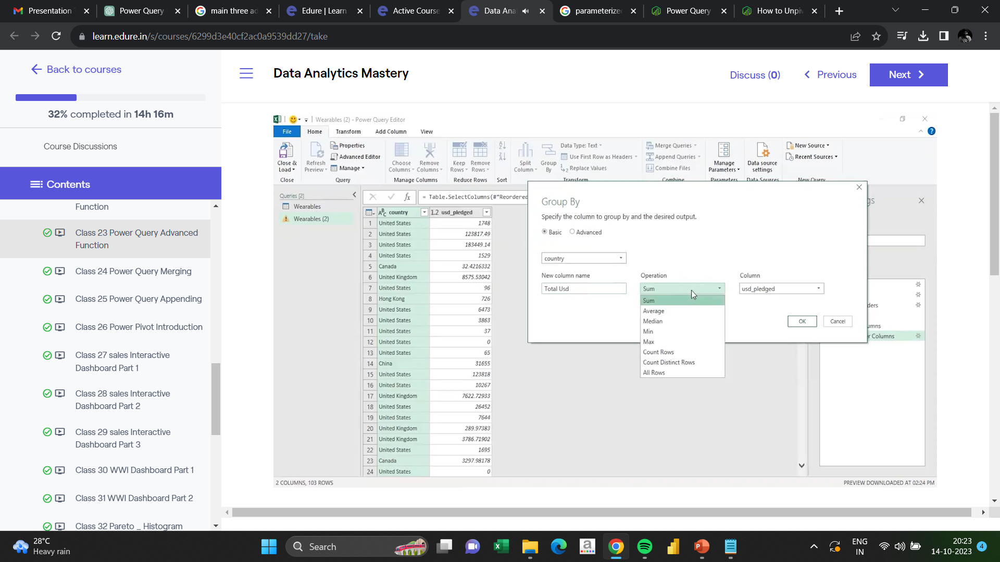 Presentation
Power Query
main three ad
Edure | Learn
Active Course
Data Ana
parameterize
Power Query
How to Unpiv
learn.edure.in/s/courses/6299d3e40cf2ac0a9539dd27/take
Back to courses
32% completed in 14h 16m
Course Discussions
Contents
Function
Class 23 Power Query Advanced
Function
Class 24 Power Query Merging
Class 25 Power Query Appending
Class 26 Power Pivot Introduction
Class 27 sales Interactive
Dashboard Part 1
Class 28 sales Interactive
Dashboard Part 2
Class 29 sales Interactive
Dashboard Part 3
Class 30 WWI Dashboard Part 1
Class 31 WWI Dashboard Part 2
Class 32 Pareto _ Histogram
Data Analytics Mastery
Discuss (0)
Previous
Next
Wearables (2) - Power Query Editor
File
Home
Transform
Add Column
View
Close &
Load
Close
Refresh
Preview
Properties
Advanced Editor
Manage
Query
Choose
Columns
Remove
Columns
Manage Columns
Keep
Rows
Remove
Rows
Reduce Rows
Sort
Split
Column
Group
By
Data Type: Text
Use First Row as Headers
Replace Values
Transform
Merge Queries
Append Queries
Combine Files
Combine
Manage
Parameters
Parameters
Data source
settings
Data Sources
New Source
Recent Sources
New Query
Queries [2]
Wearables
Wearables (2)
fx
= Table.SelectColumns(#"Reordered
ABC country
1.2 usd_pledged
1 United States 1748
2 United States 123817.49
3 United States 183449.14
4 United States 1529
5 Canada 32.4216332
6 United Kingdom 8575.53042
7 United States 96
8 Hong Kong 726
9 United States 6473
10 United States 3863
11 United States 37
12 United States 0
13 United States 65
14 China 31655
15 United States 123818
16 United States 10267
17 United Kingdom 7622.72933
18 United States 26452
19 United States 7644
20 United Kingdom 289.97383
21 United Kingdom 3786.71902
22 United States 1695
23 Canada 3297.98178
24 United States 0
2 COLUMNS, 103 ROWS
PREVIEW DOWNLOADED AT 02:24 PM
Group By
Specify the column to group by and the desired output.
Basic
Advanced
country
New column name
Operation
Column
Total Usd
Sum
usd_pledged
Sum
Average
Median
Min
Max
Count Rows
Count Distinct Rows
All Rows
OK
Cancel
gs
ders
umns
r Columns
28°C
Heavy rain
Search
ENG
IN
20:23
14-10-2023
4